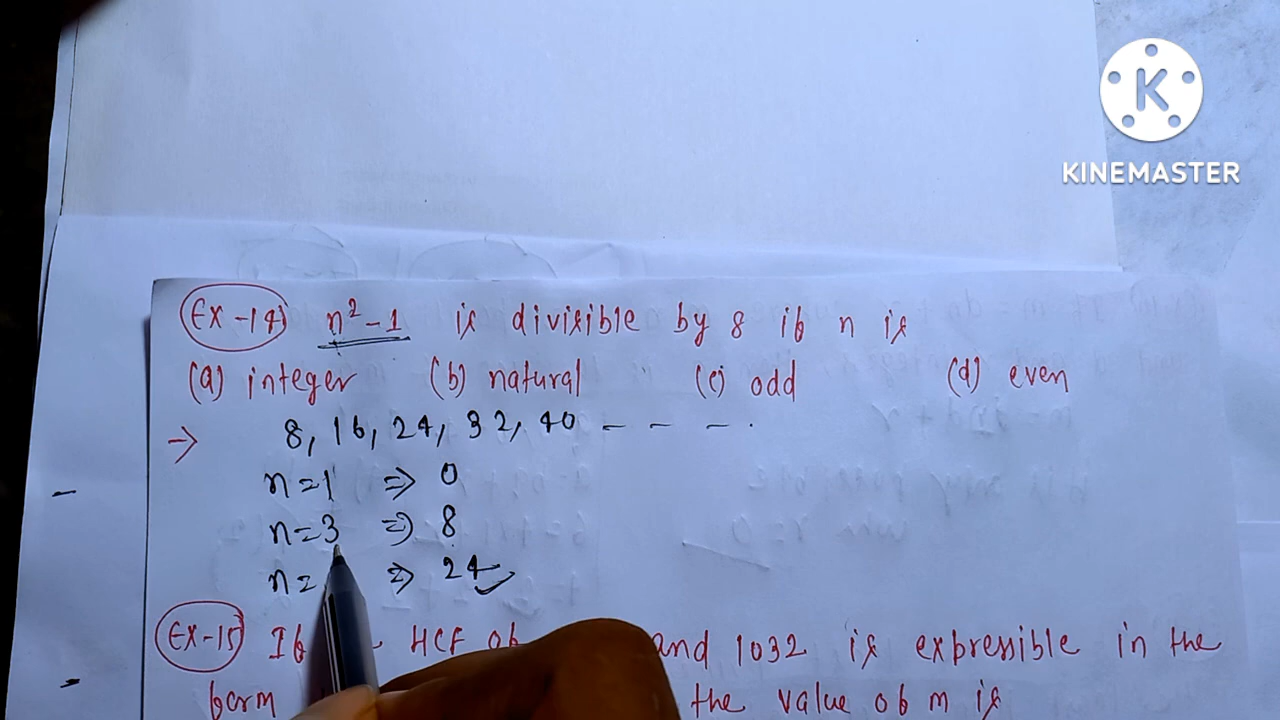 KINEMASTER
Ex-14) n²-1 is divisible by 8 if n is
(a) integer (b) natural (c) odd (d) even
→ 8, 16, 24, 32, 40 - - - .
n=1 ⇒ 0
n=3 ⇒ 8
n= ⇒ 24
Ex-15) If HCF of and 1032 is expressible in the
form the value of m is